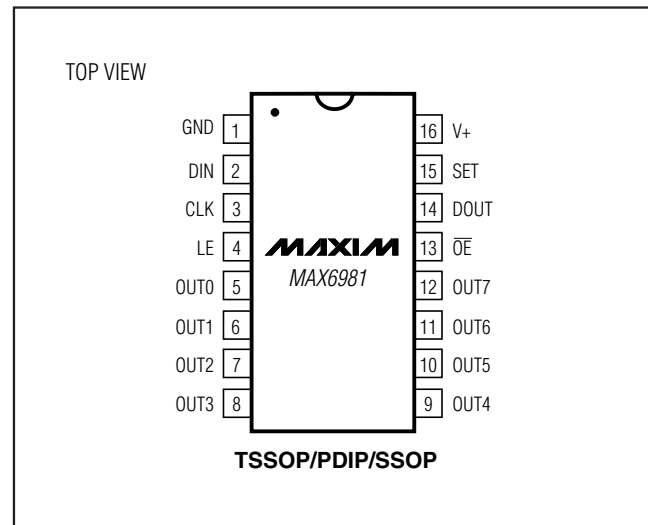 TOP VIEW
GND 1 16 V+
DIN 2 15 SET
CLK 3 14 DOUT
LE 4 MAXIM 13 O̅E̅
MAX6981
OUT0 5 12 OUT7
OUT1 6 11 OUT6
OUT2 7 10 OUT5
OUT3 8 9 OUT4
TSSOP/PDIP/SSOP